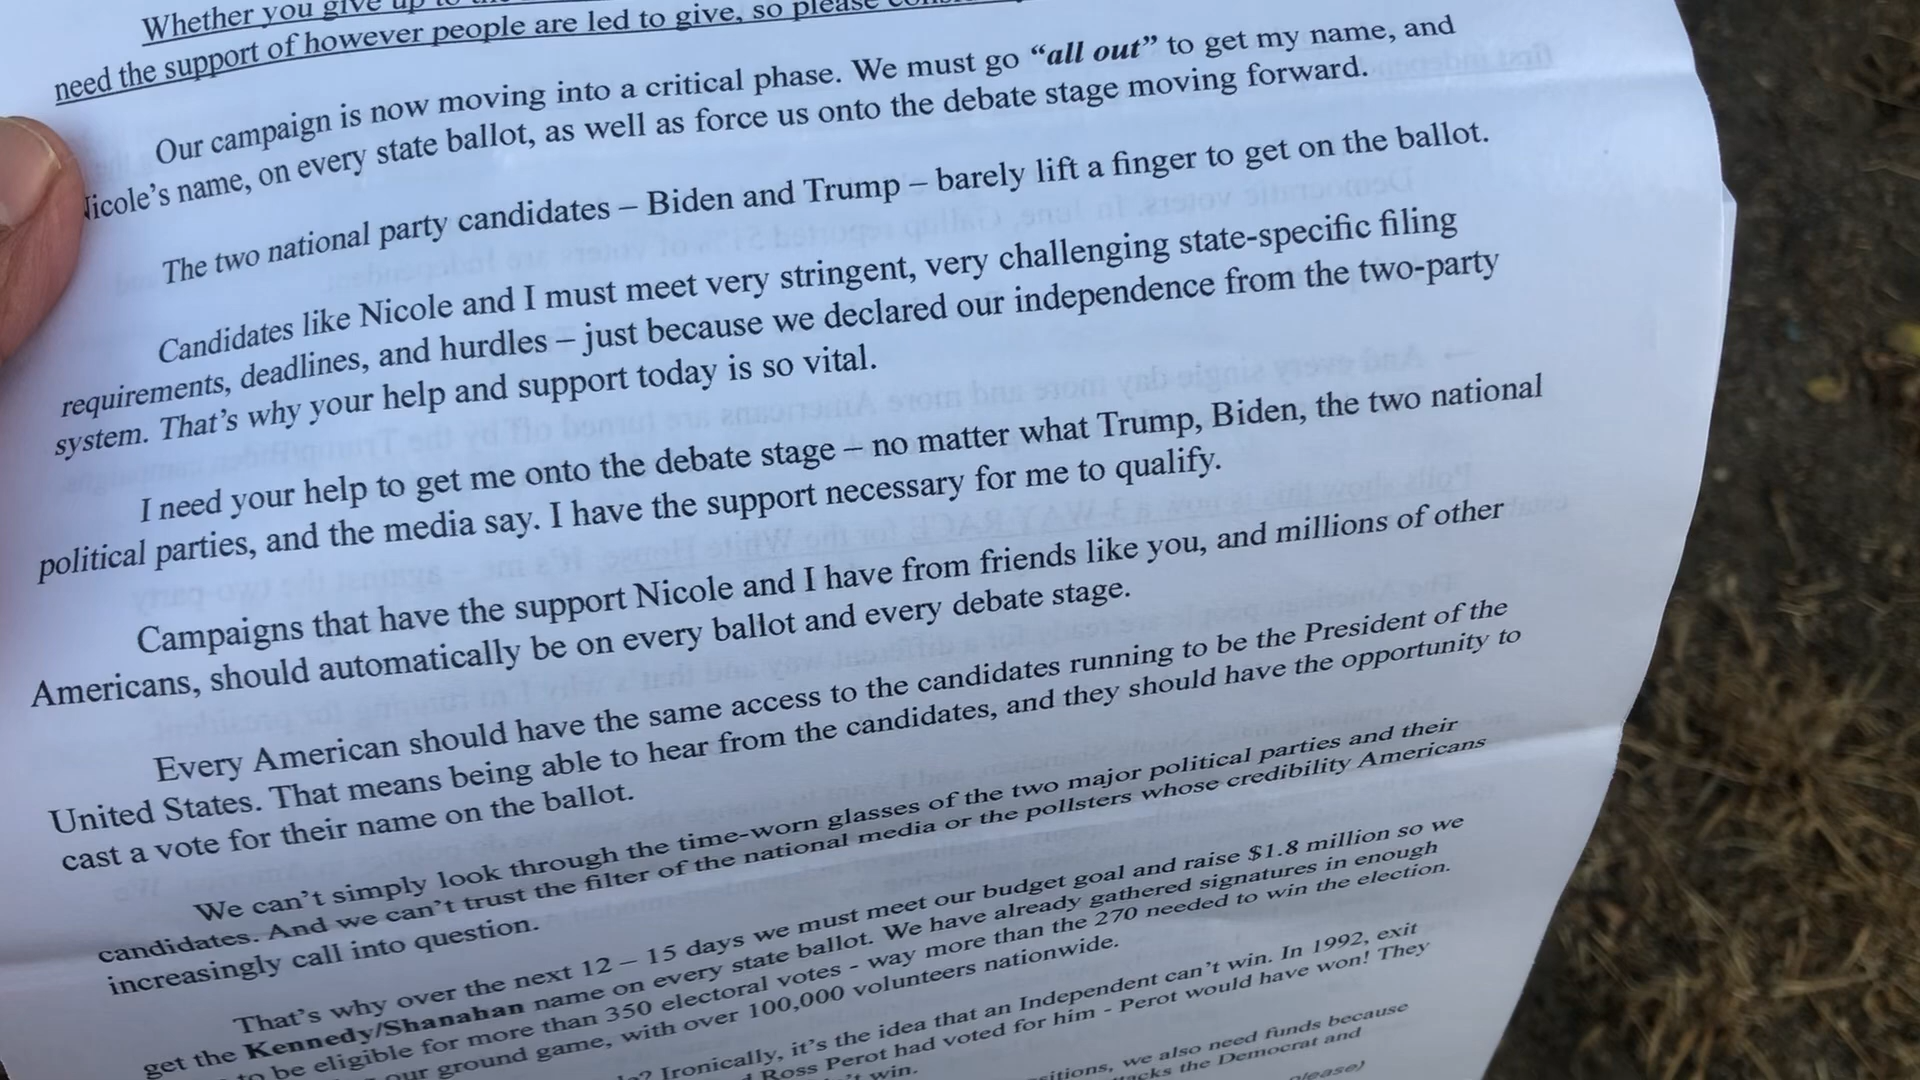 Whether you give up to the
need the support of however people are led to give, so please
Our campaign is now moving into a critical phase. We must go “all out” to get my name, and
Nicole’s name, on every state ballot, as well as force us onto the debate stage moving forward.
The two national party candidates – Biden and Trump – barely lift a finger to get on the ballot.
Candidates like Nicole and I must meet very stringent, very challenging state-specific filing
requirements, deadlines, and hurdles – just because we declared our independence from the two-party
system. That’s why your help and support today is so vital.
I need your help to get me onto the debate stage – no matter what Trump, Biden, the two national
political parties, and the media say. I have the support necessary for me to qualify.
Campaigns that have the support Nicole and I have from friends like you, and millions of other
Americans, should automatically be on every ballot and every debate stage.
Every American should have the same access to the candidates running to be the President of the
United States. That means being able to hear from the candidates, and they should have the opportunity to
cast a vote for their name on the ballot.
We can’t simply look through the time-worn glasses of the two major political parties and their
candidates. And we can’t trust the filter of the national media or the pollsters whose credibility Americans
increasingly call into question.
That’s why over the next 12 – 15 days we must meet our budget goal and raise $1.8 million so we
get the Kennedy/Shanahan name on every state ballot. We have already gathered signatures in enough
to be eligible for more than 350 electoral votes - way more than the 270 needed to win the election.
our ground game, with over 100,000 volunteers nationwide.
? Ironically, it’s the idea that an Independent can’t win. In 1992, exit
Ross Perot had voted for him - Perot would have won! They
win.
we also need funds because
the Democrat and
please)